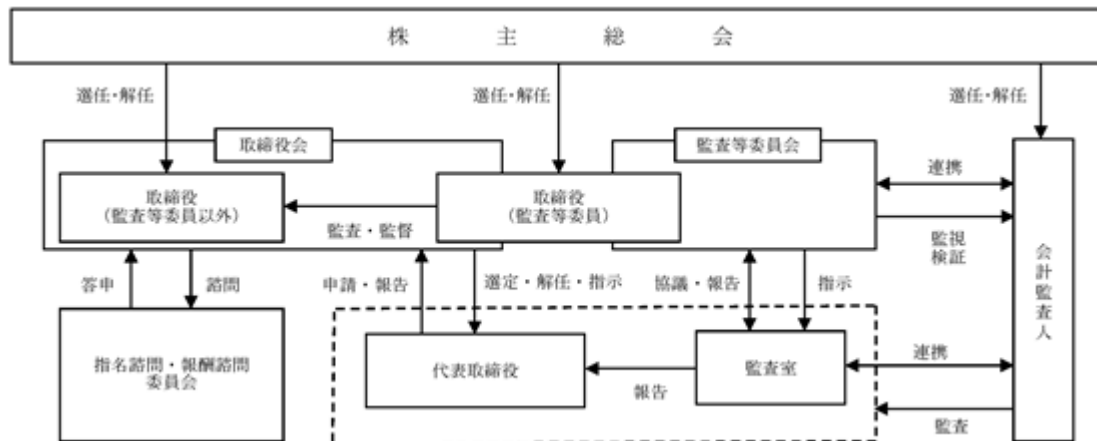 株主総会
選任・解任
選任・解任
選任・解任
取締役会
監査等委員会
取締役
(監査等委員以外)
取締役
(監査等委員)
監査・監督
連携
監視
検証
会計監査人
答申
諮問
申請・報告
選定・解任・指示
協議・報告
指示
指名諮問・報酬諮問
委員会
代表取締役
報告
監査室
連携
監査